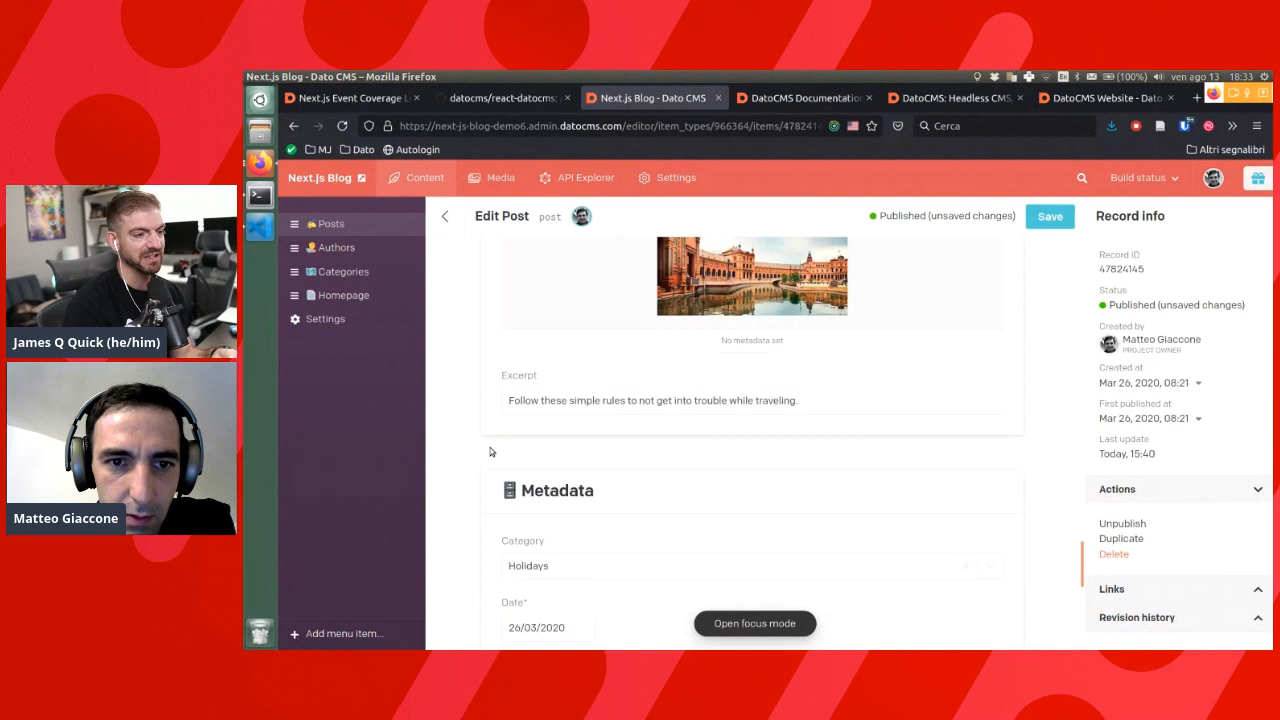 Next.js Blog - Dato CMS – Mozilla Firefox
En
(100%)
ven ago 13
18:33
Next.js Event Coverage
datocms/react-datocms:
Next.js Blog - Dato CMS
DatoCMS Documentation
DatoCMS: Headless CMS,
DatoCMS Website - Dato
https://next-js-blog-demo6.admin.datocms.com/editor/item_types/966364/items/478241
Cerca
MJ
Dato
Autologin
Altri segnalibri
Next.js Blog
Content
Media
API Explorer
Settings
Build status
Posts
Authors
Categories
Homepage
Settings
Add menu item...
Edit Post
post
Published (unsaved changes)
Save
No metadata set
Excerpt
Follow these simple rules to not get into trouble while traveling.
Metadata
Category
Holidays
Date*
26/03/2020
Open focus mode
Record info
Record ID
47824145
Status
Published (unsaved changes)
Created by
Matteo Giaccone
PROJECT OWNER
Created at
Mar 26, 2020, 08:21
First published at
Mar 26, 2020, 08:21
Last update
Today, 15:40
Actions
Unpublish
Duplicate
Delete
Links
Revision history
James Q Quick (he/him)
Matteo Giaccone